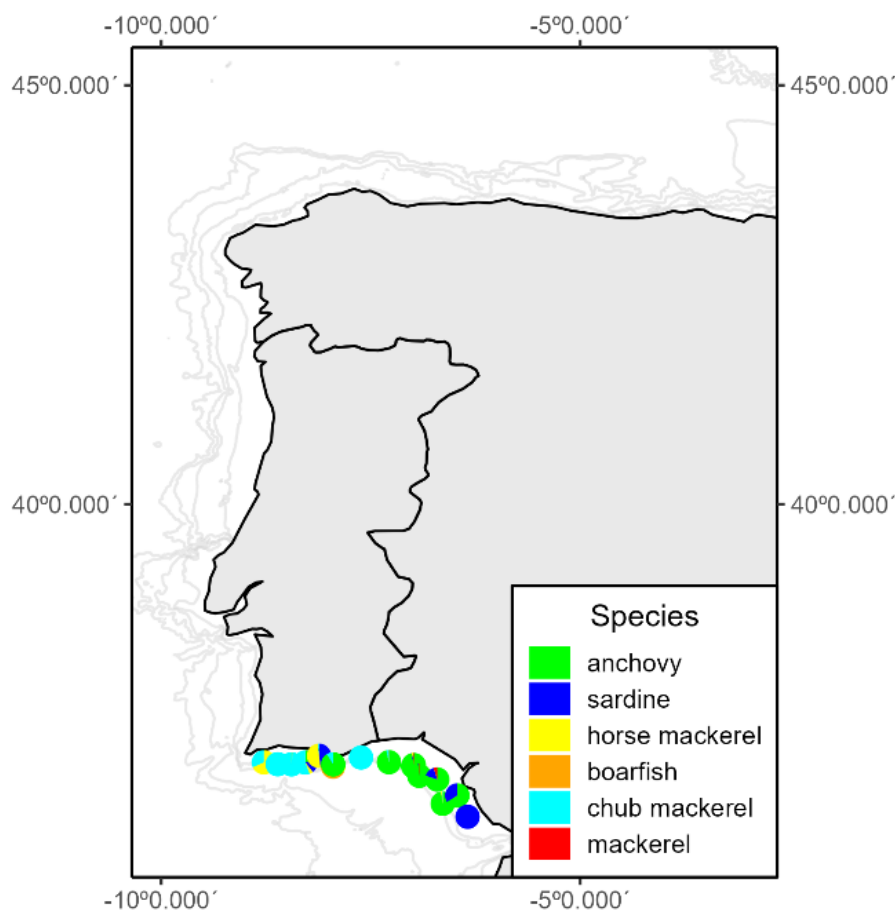 -10º0.000´ -5º0.000´
45º0.000´ 45º0.000´
40º0.000´ 40º0.000´
Species
anchovy
sardine
horse mackerel
boarfish
chub mackerel
mackerel
-10º0.000´ -5º0.000´